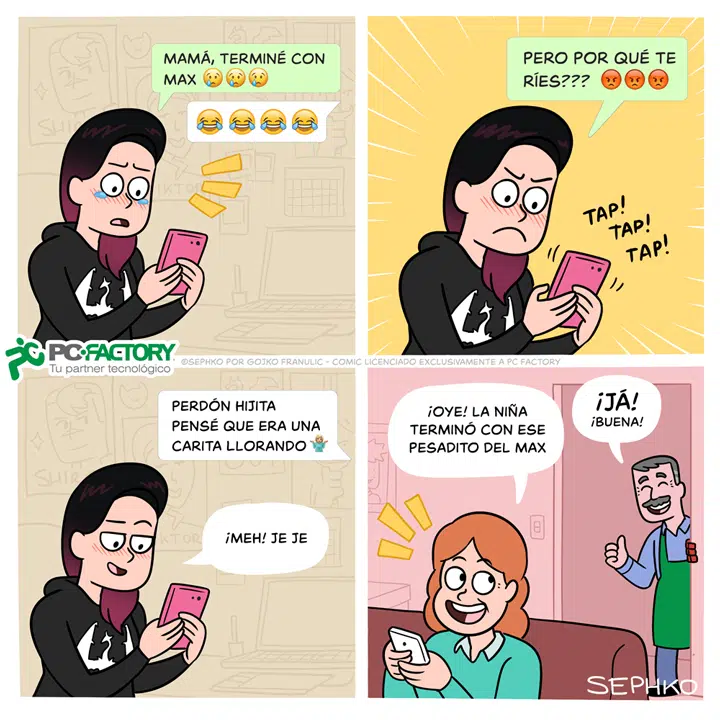 MAMÁ, TERMINÉ CON
MAX 😢😢😢
😂😂😂😂
PERO POR QUÉ TE
RÍES??? 😡😡😡
TAP!
TAP!
TAP!
PC FACTORY
Tu partner tecnológico
©SEPHKO POR GOJKO FRANULIC - COMIC LICENCIADO EXCLUSIVAMENTE A PC FACTORY
PERDÓN HIJITA
PENSÉ QUE ERA UNA
CARITA LLORANDO 🤷🏼‍♀️
¡MEH! JE JE
¡OYE! LA NIÑA
TERMINÓ CON ESE
PESADITO DEL MAX
¡JÁ!
¡BUENA!
SEPHKO